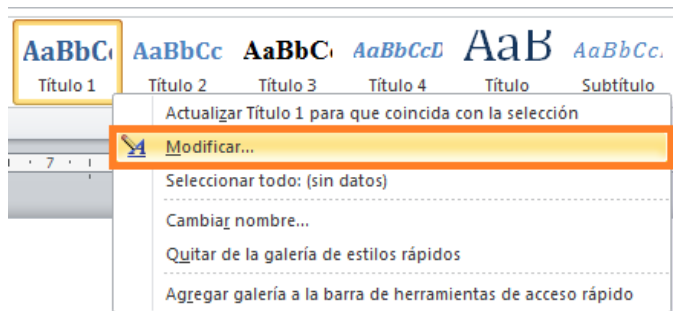 AaBbCc AaBbCc AaBbCc AaBbCcD AaB AaBbCc.
Título 1 Título 2 Título 3 Título 4 Título Subtítulo
Actualizar Título 1 para que coincida con la selección
Modificar...
7
Seleccionar todo: (sin datos)
Cambiar nombre...
Quitar de la galería de estilos rápidos
Agregar galería a la barra de herramientas de acceso rápido